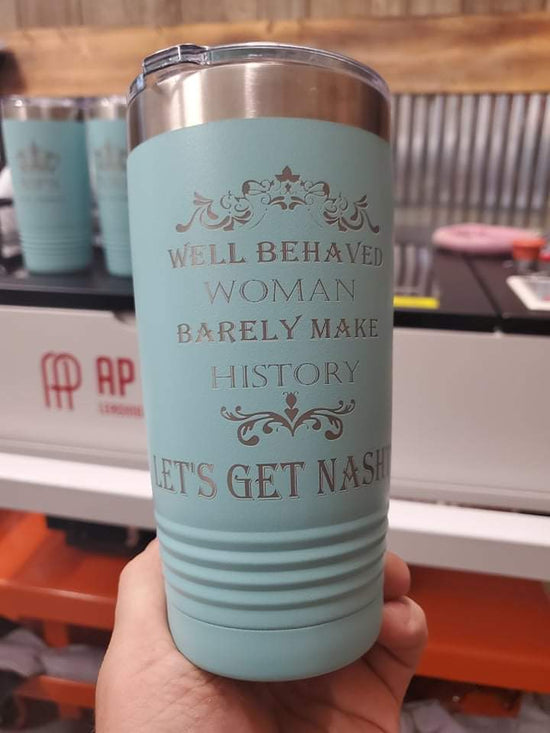 WELL BEHAVED
WOMAN
BARELY MAKE
HISTORY
LET'S GET NASH
AP